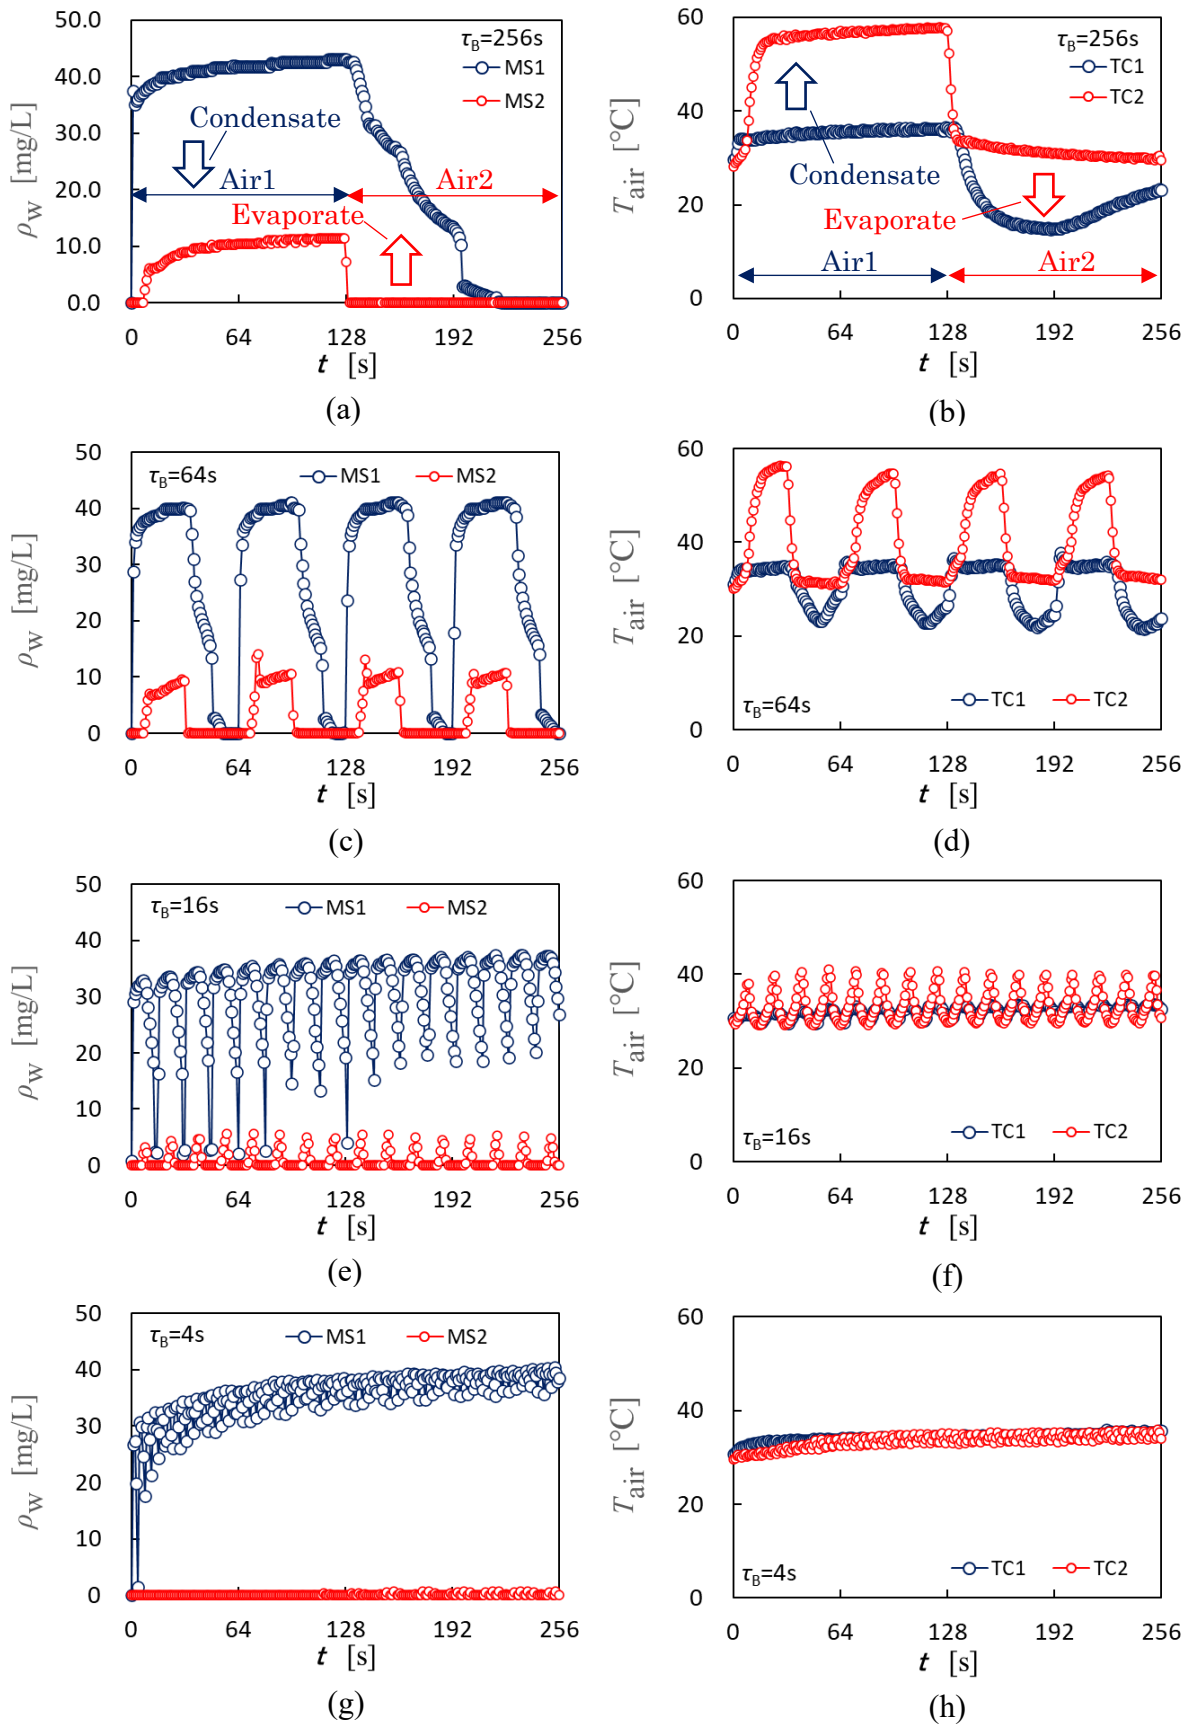 50.0
40.0
30.0
20.0
10.0
0.0
ρw [mg/L]
τB=256s
MS1
MS2
Condensate
Air1
Air2
Evaporate
0 64 128 192 256
t [s]
(a)
60
40
20
0
Tair [°C]
τB=256s
TC1
TC2
Condensate
Evaporate
Air1
Air2
0 64 128 192 256
t [s]
(b)
50
40
30
20
10
0
ρw [mg/L]
τB=64s
MS1 MS2
0 64 128 192 256
t [s]
(c)
60
40
20
0
Tair [°C]
τB=64s
TC1 TC2
0 64 128 192 256
t [s]
(d)
50
40
30
20
10
0
ρw [mg/L]
τB=16s
MS1 MS2
0 64 128 192 256
t [s]
(e)
60
40
20
0
Tair [°C]
τB=16s
TC1 TC2
0 64 128 192 256
t [s]
(f)
50
40
30
20
10
0
ρw [mg/L]
τB=4s
MS1 MS2
0 64 128 192 256
t [s]
(g)
60
40
20
0
Tair [°C]
τB=4s
TC1 TC2
0 64 128 192 256
t [s]
(h)